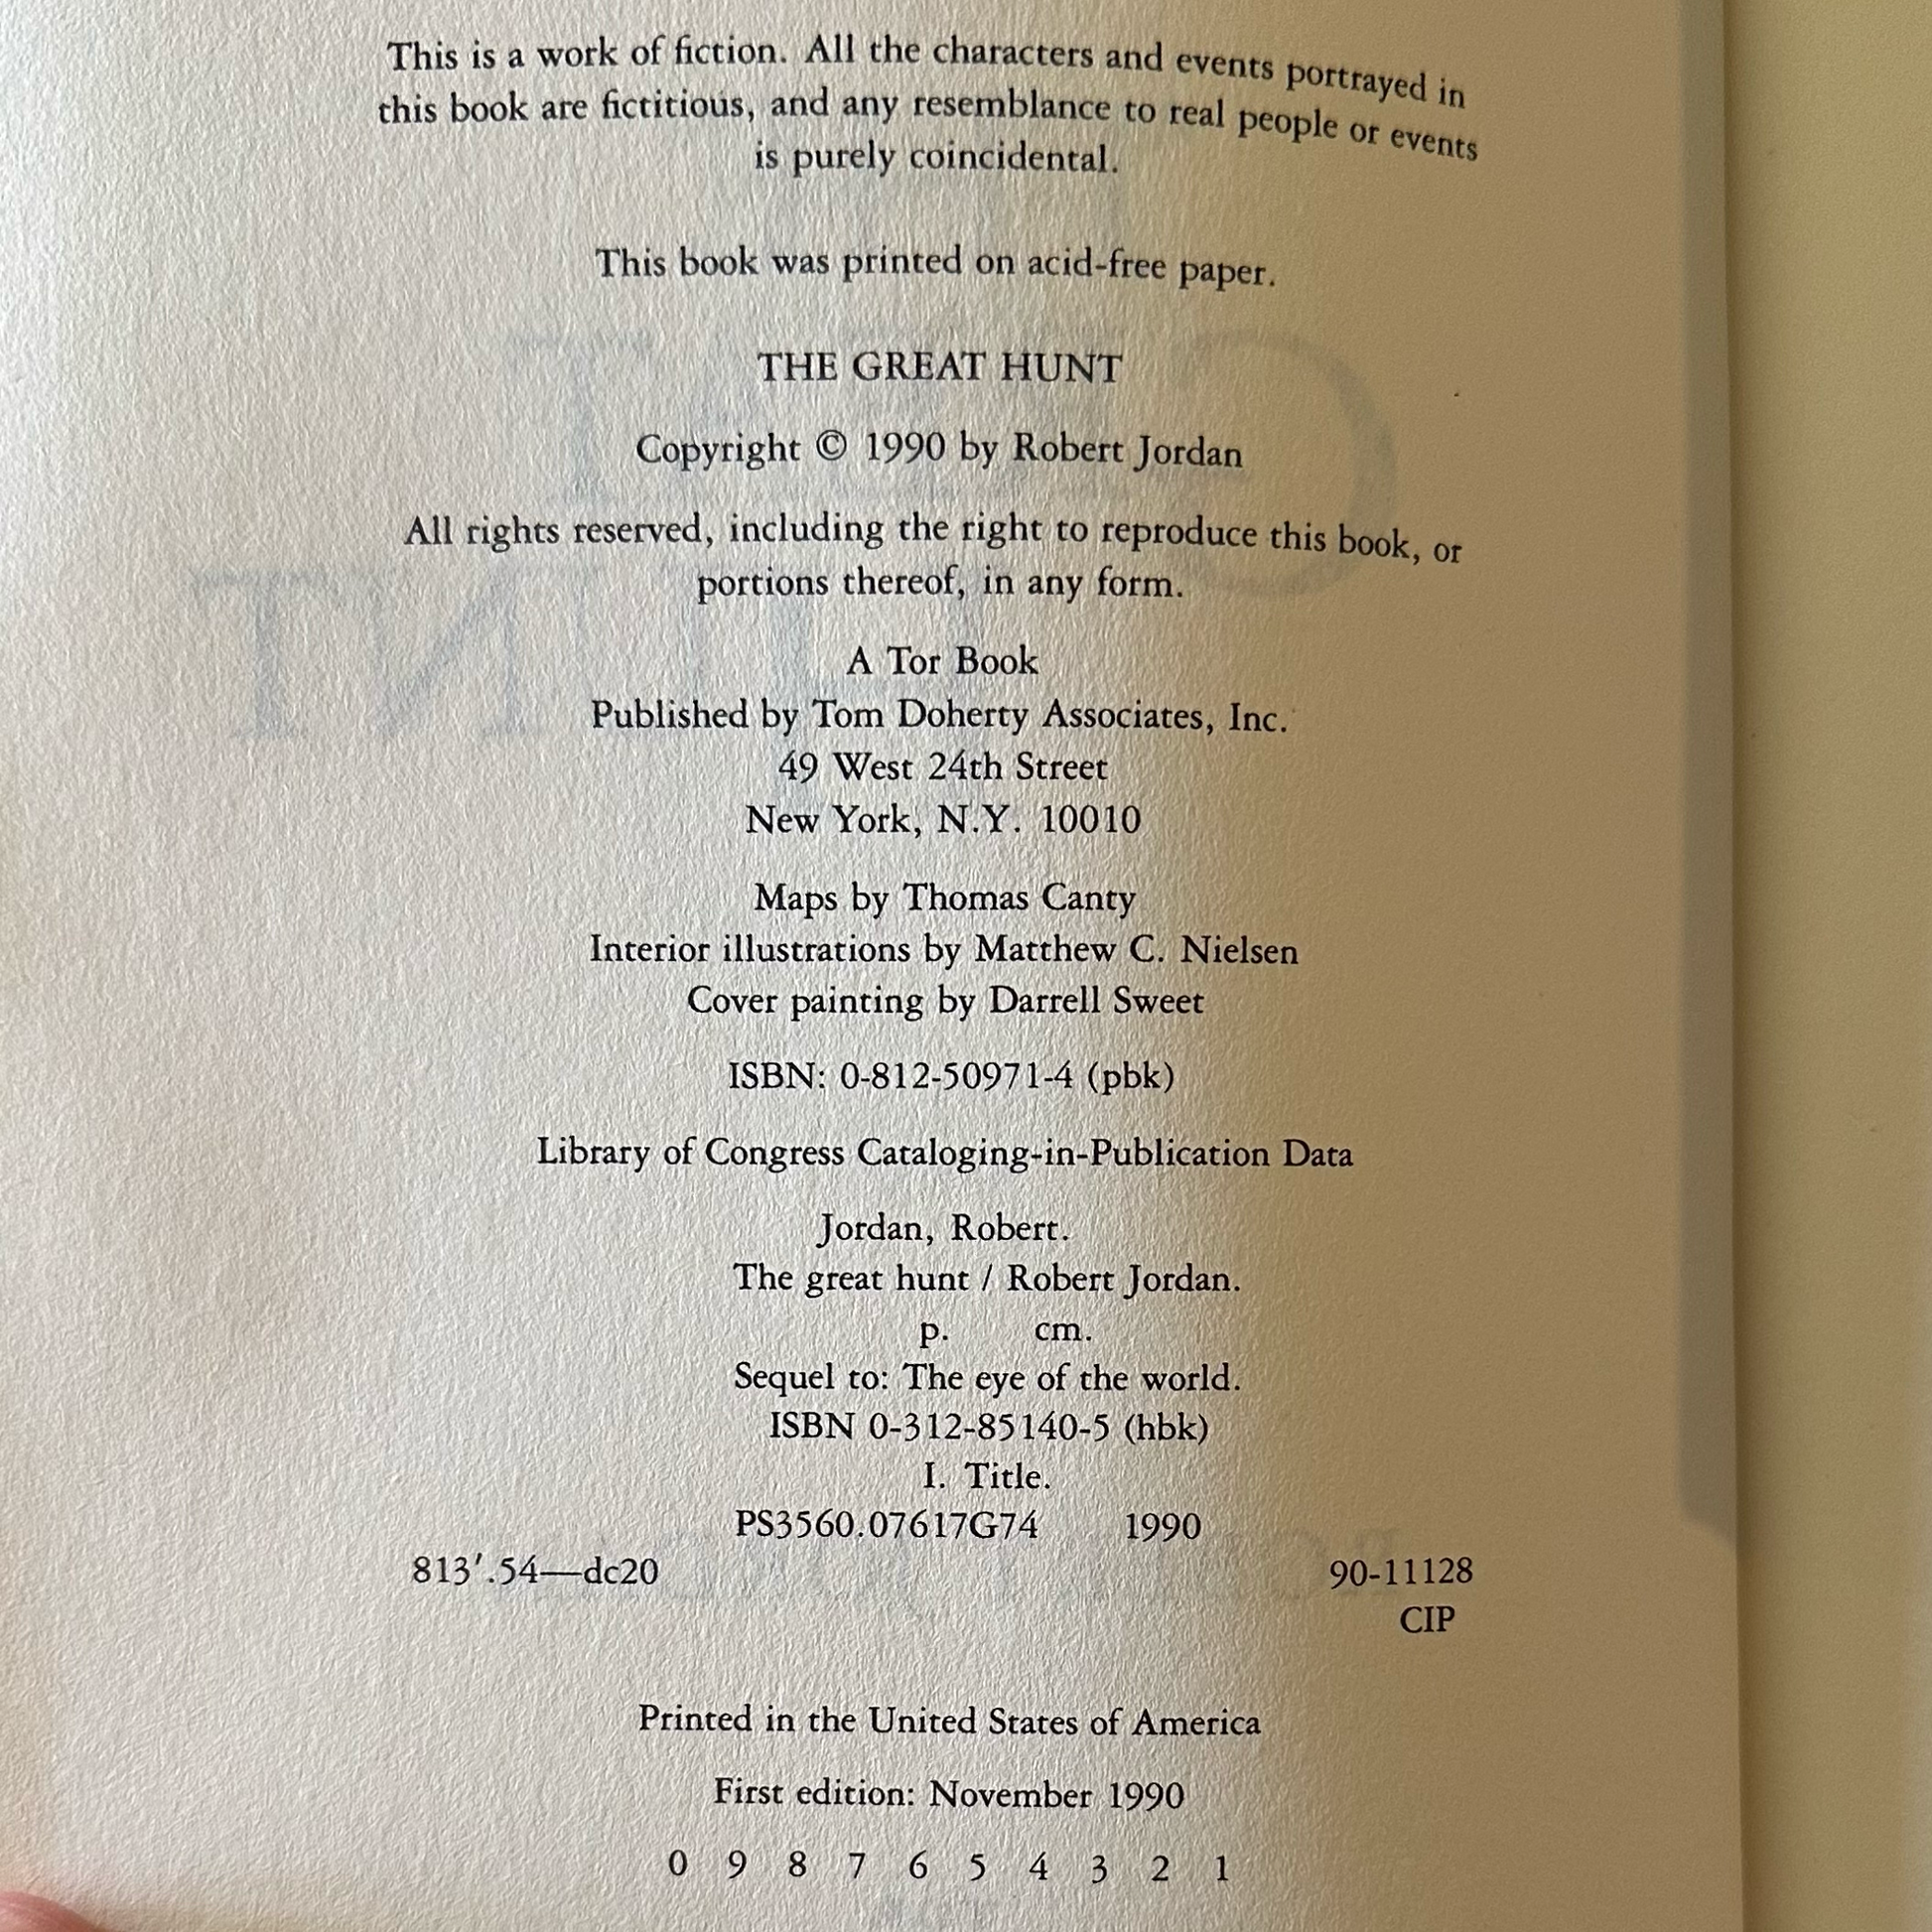 This is a work of fiction. All the characters and events portrayed in
this book are fictitious, and any resemblance to real people or events
is purely coincidental.
This book was printed on acid-free paper.
THE GREAT HUNT
Copyright © 1990 by Robert Jordan
All rights reserved, including the right to reproduce this book, or
portions thereof, in any form.
A Tor Book
Published by Tom Doherty Associates, Inc.
49 West 24th Street
New York, N.Y. 10010
Maps by Thomas Canty
Interior illustrations by Matthew C. Nielsen
Cover painting by Darrell Sweet
ISBN: 0-812-50971-4 (pbk)
Library of Congress Cataloging-in-Publication Data
Jordan, Robert.
The great hunt / Robert Jordan.
p. cm.
Sequel to: The eye of the world.
ISBN 0-312-85140-5 (hbk)
I. Title.
PS3560.07617G74 1990
813′.54—dc20 90-11128
CIP
Printed in the United States of America
First edition: November 1990
0 9 8 7 6 5 4 3 2 1